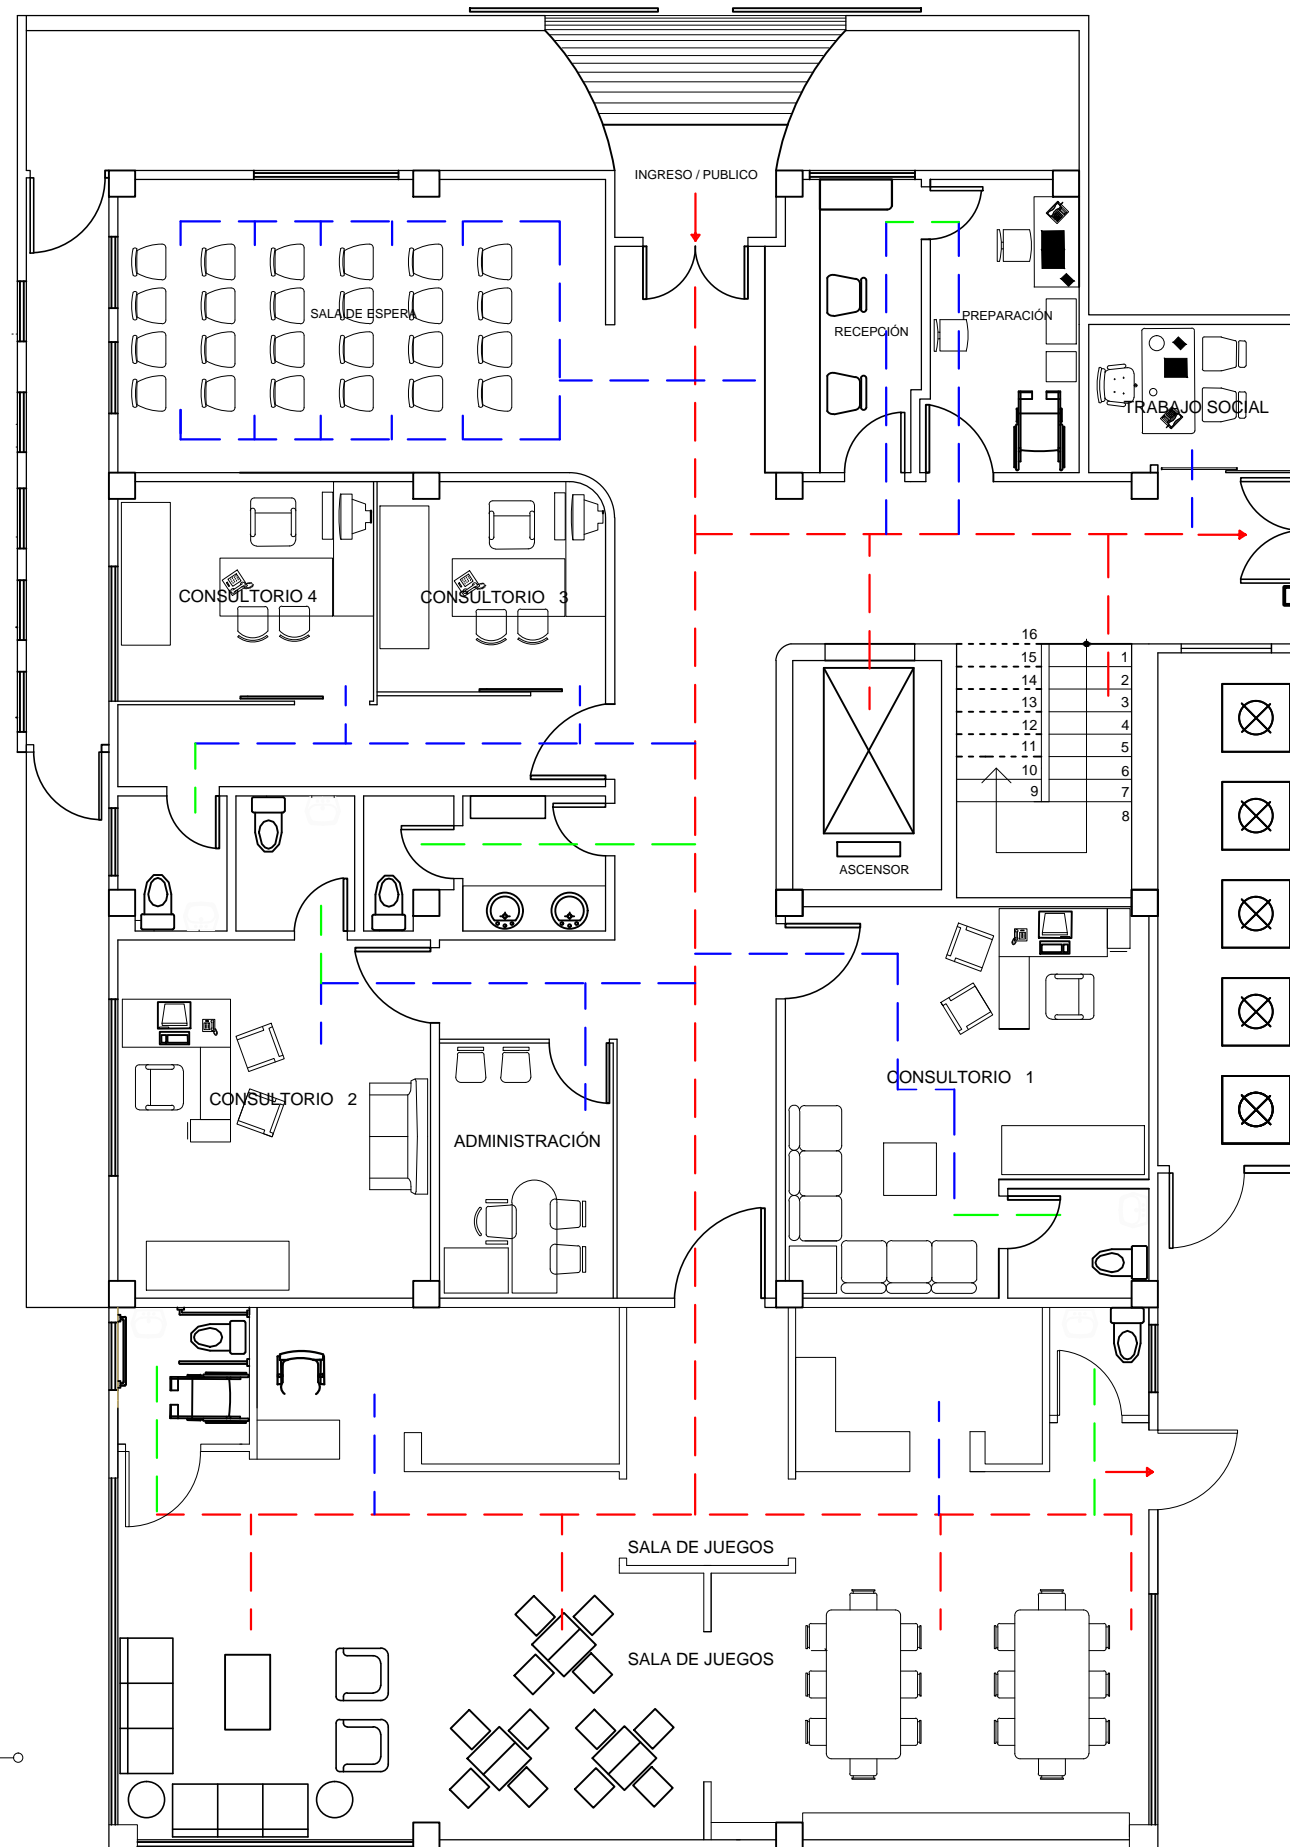 INGRESO / PUBLICO
SALA DE ESPERA
RECEPCIÓN
PREPARACIÓN
TRABAJO SOCIAL
CONSULTORIO 4
CONSULTORIO 3
16
15
14
13
12
11
10
9
1
2
3
4
5
6
7
8
ASCENSOR
CONSULTORIO 1
CONSULTORIO 2
ADMINISTRACIÓN
SALA DE JUEGOS
SALA DE JUEGOS